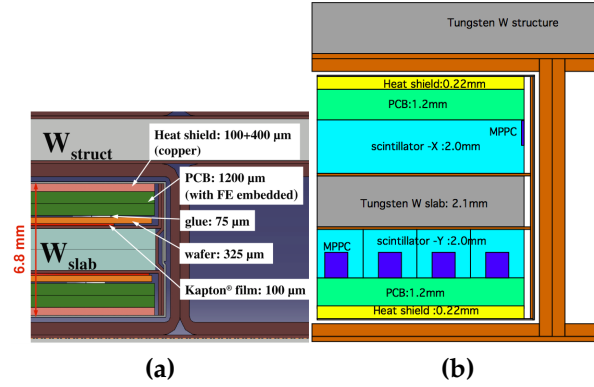 W struct
Heat shield: 100+400 µm
(copper)
PCB: 1200 µm
(with FE embedded)
glue: 75 µm
wafer: 325 µm
W slab
Kapton® film: 100 µm
6.8 mm
(a)
Tungsten W structure
Heat shield:0.22mm
PCB:1.2mm
MPPC
scintillator -X :2.0mm
Tungsten W slab: 2.1mm
MPPC
scintillator -Y :2.0mm
PCB:1.2mm
Heat shield :0.22mm
(b)